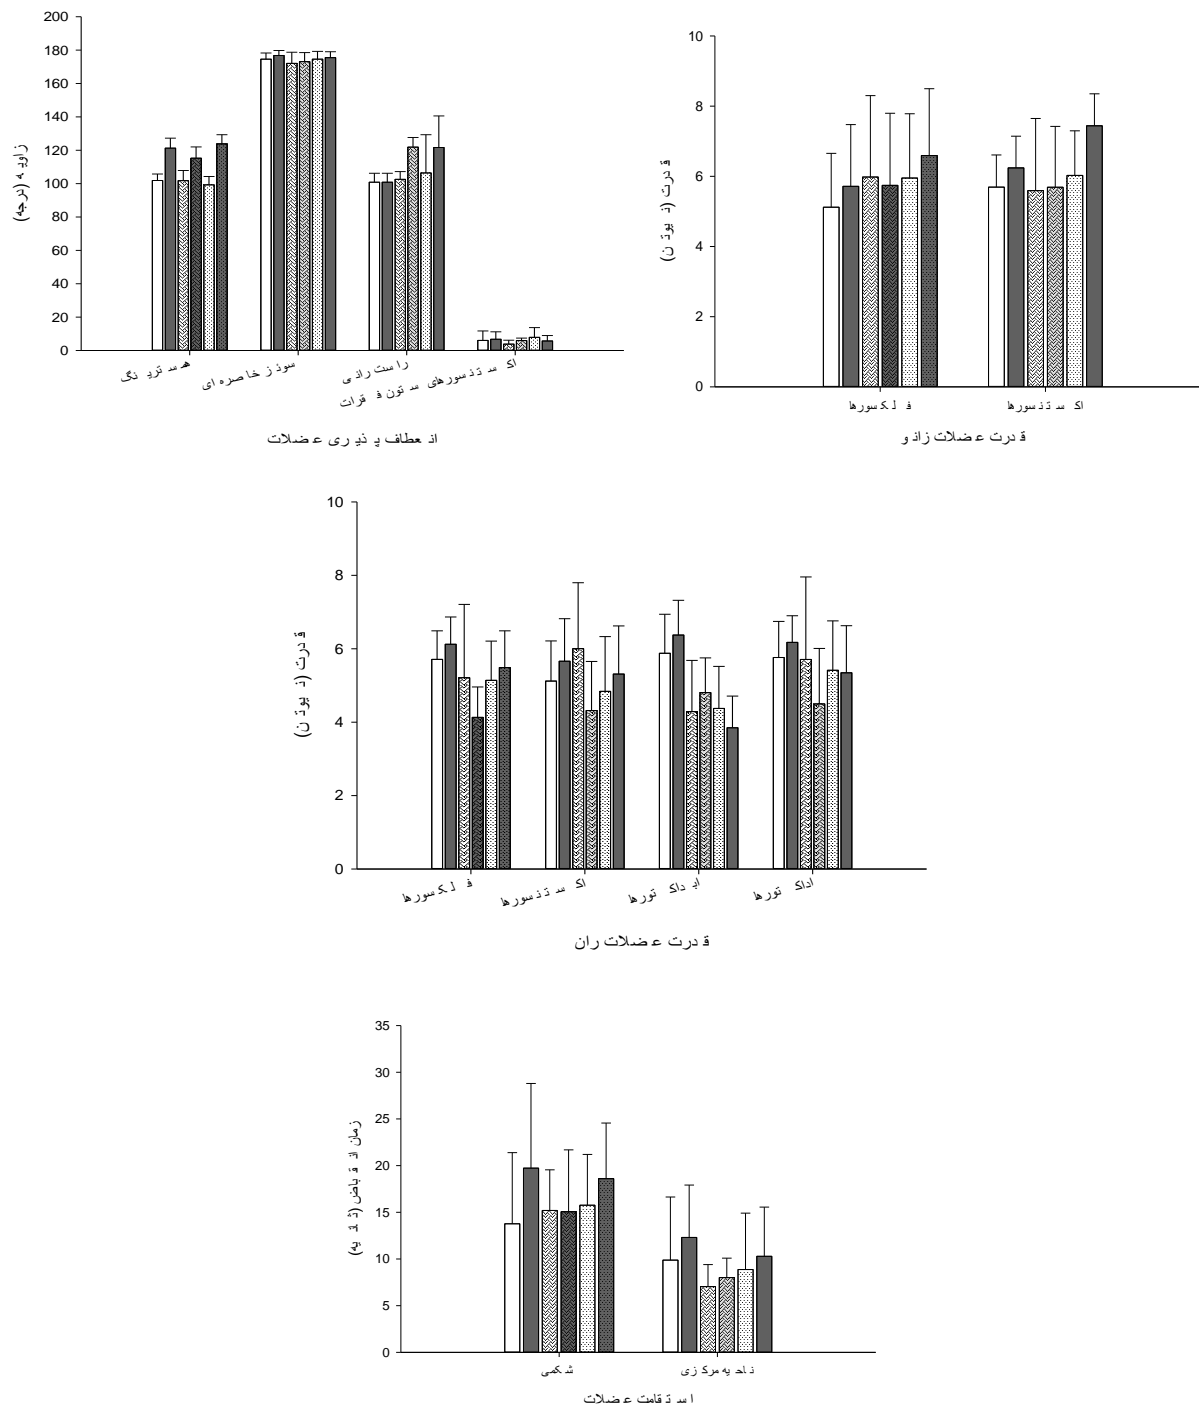 200
180
160
140
120
100
80
60
40
20
0
زاویه (درجه)
همسترینگ
سوئز خاصره ای
راست رانی
اکستنسورهای ستون فقرات
انعطاف پذیری عضلات
10
8
6
4
2
0
قدرت (نیوتن)
فلکسورها
اکستنسورها
قدرت عضلات زانو
10
8
6
4
2
0
قدرت (نیوتن)
فلکسورها
اکستنسورها
ابداکتورها
اداکتورها
قدرت عضلات ران
35
30
25
20
15
10
5
0
زمان انقباض (ثانیه)
شکمی
ناحیه مرکزی
استقامت عضلات